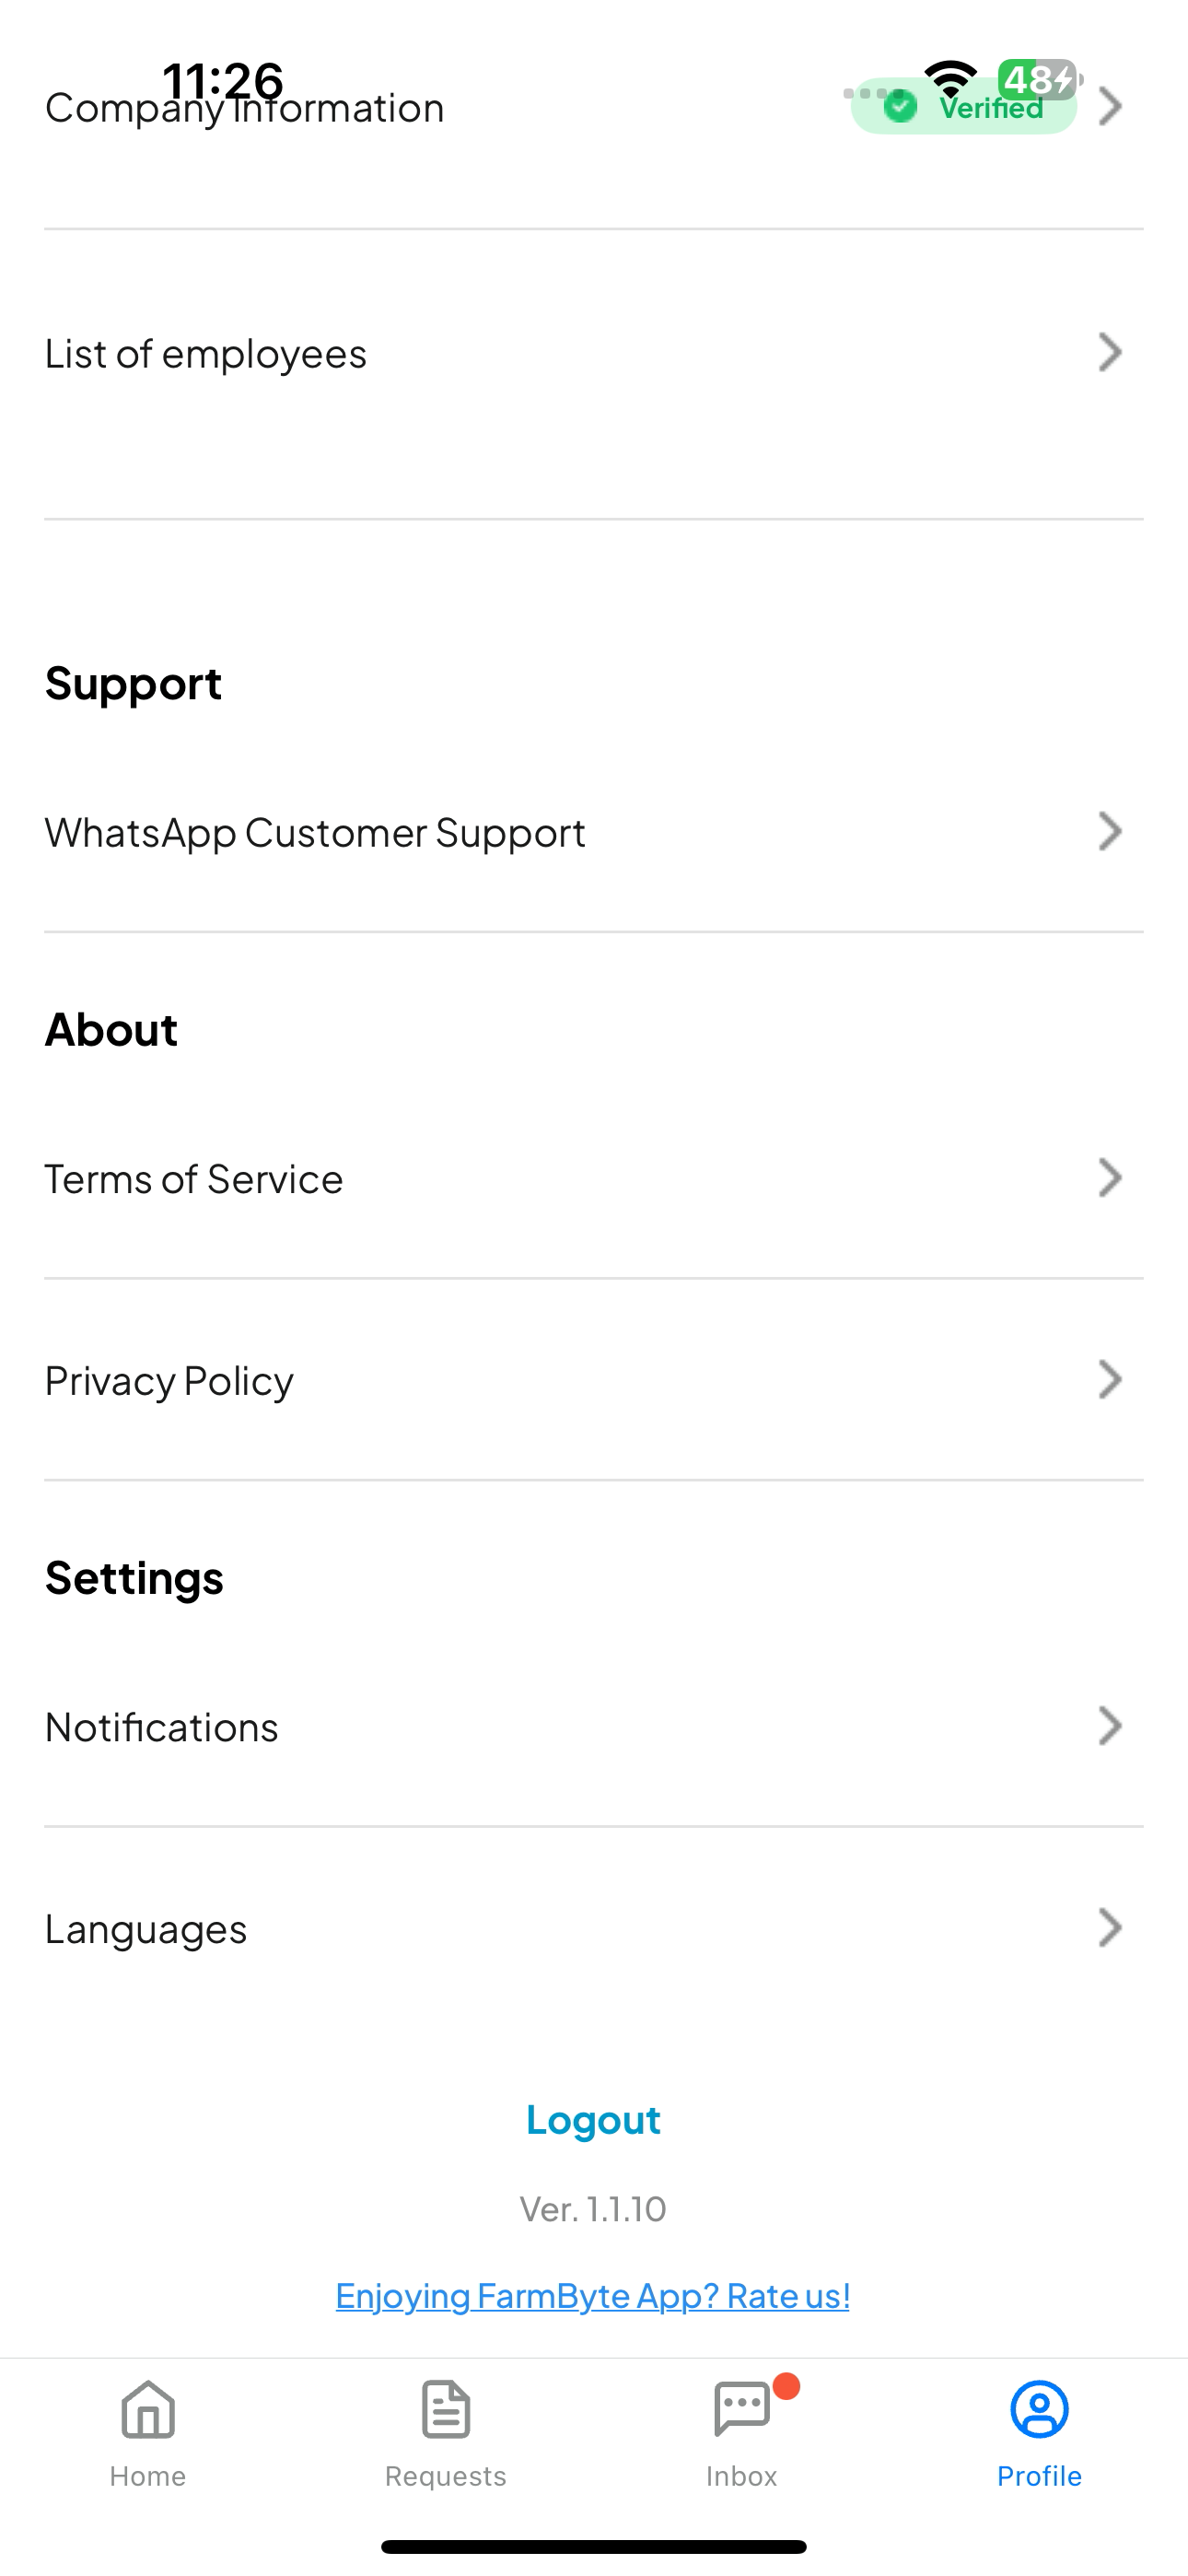 11:26
48
Company Information
Verified
List of employees
Support
WhatsApp Customer Support
About
Terms of Service
Privacy Policy
Settings
Notifications
Languages
Logout
Ver. 1.1.10
Enjoying FarmByte App? Rate us!
Home Requests Inbox Profile